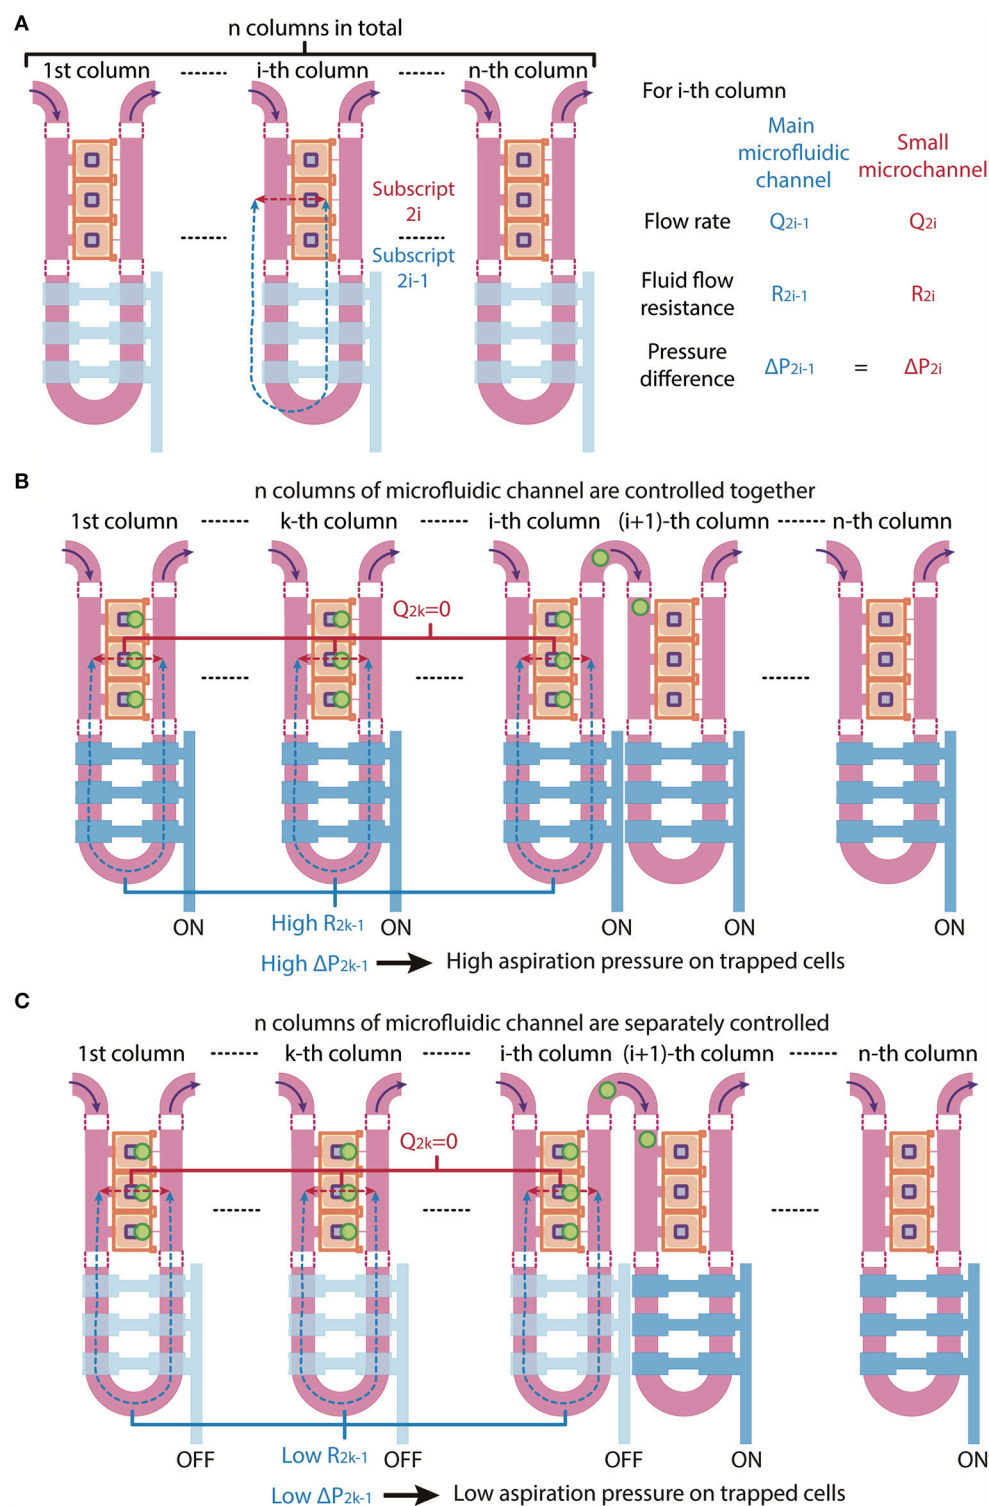 A
n columns in total
1st column ...... i-th column ...... n-th column
For i-th column
Main
microfluidic
channel
Small
microchannel
Subscript
2i
Subscript
2i-1
Flow rate Q2i-1 Q2i
Fluid flow
resistance R2i-1 R2i
Pressure
difference ΔP2i-1 = ΔP2i
B
n columns of microfluidic channel are controlled together
1st column ...... k-th column ...... i-th column (i+1)-th column ...... n-th column
Q2k=0
High R2k-1
ON ON ON ON ON
High ΔP2k-1 → High aspiration pressure on trapped cells
C
n columns of microfluidic channel are separately controlled
1st column ...... k-th column ...... i-th column (i+1)-th column ...... n-th column
Q2k=0
Low R2k-1
OFF OFF OFF ON ON
Low ΔP2k-1 → Low aspiration pressure on trapped cells